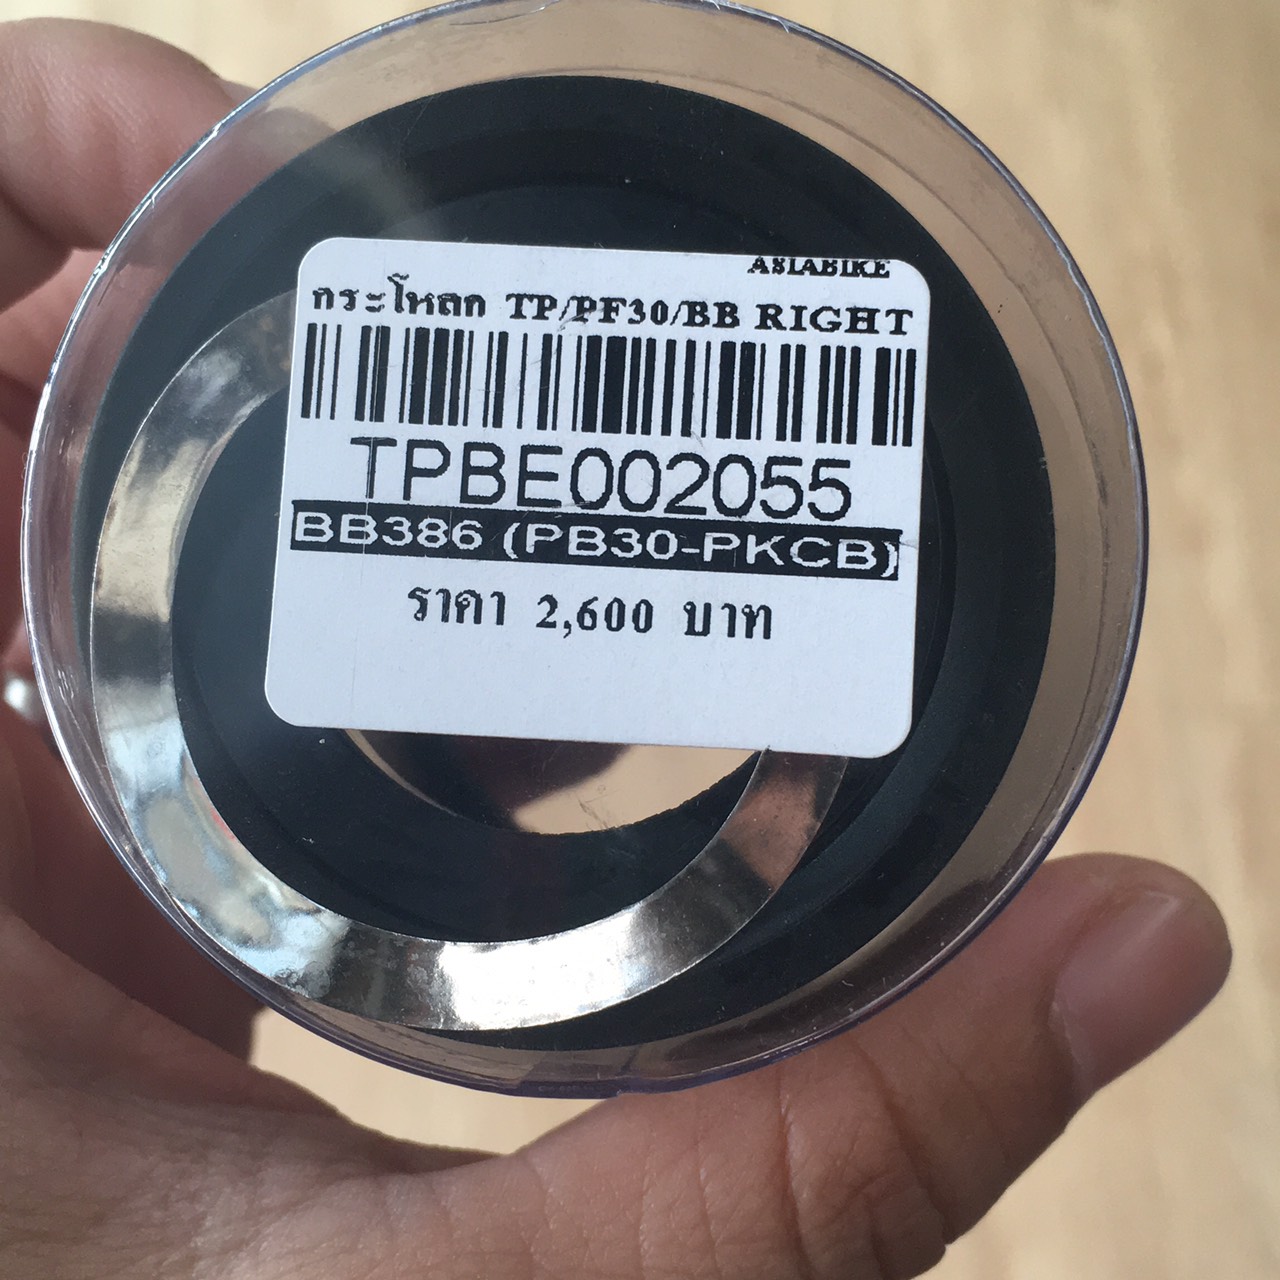 ASIABIKE
กระโหลก TP/PF30/BB RIGHT
TPBE002055
BB386 (PB30-PKCB)
ราคา 2,600 บาท